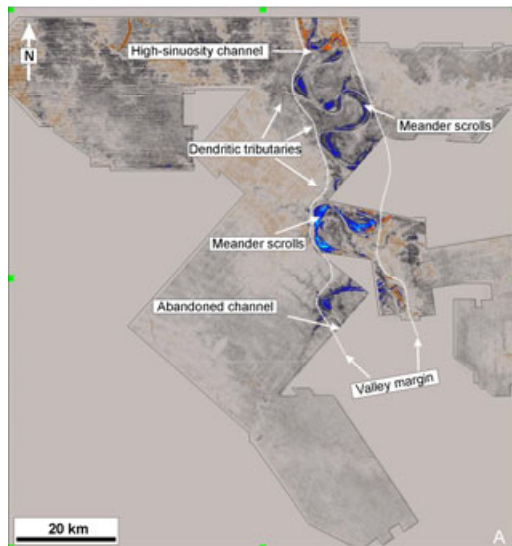 High-sinuosity channel
N
Meander scrolls
Dendritic tributaries
Meander scrolls
Abandoned channel
Valley margin
20 km
A